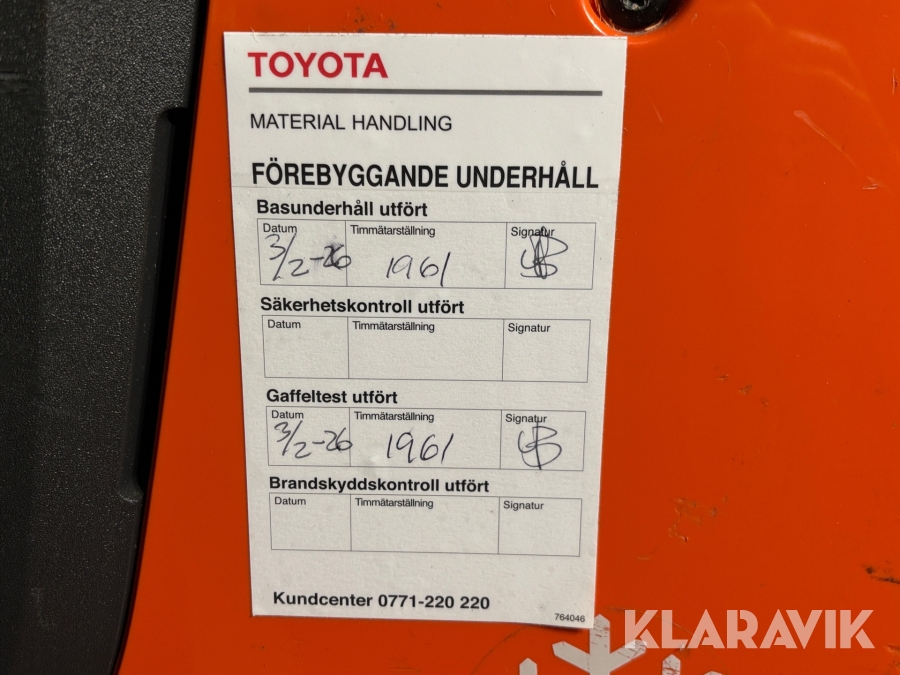 TOYOTA
MATERIAL HANDLING
FÖREBYGGANDE UNDERHÅLL
Basunderhåll utfört
Datum Timmätarställning Signatur
3/2-26 1961
Säkerhetskontroll utfört
Datum Timmätarställning Signatur
Gaffeltest utfört
Datum Timmätarställning Signatur
3/2-26 1961
Brandskyddskontroll utfört
Datum Timmätarställning Signatur
Kundcenter 0771-220 220
764046
KLARAVIK